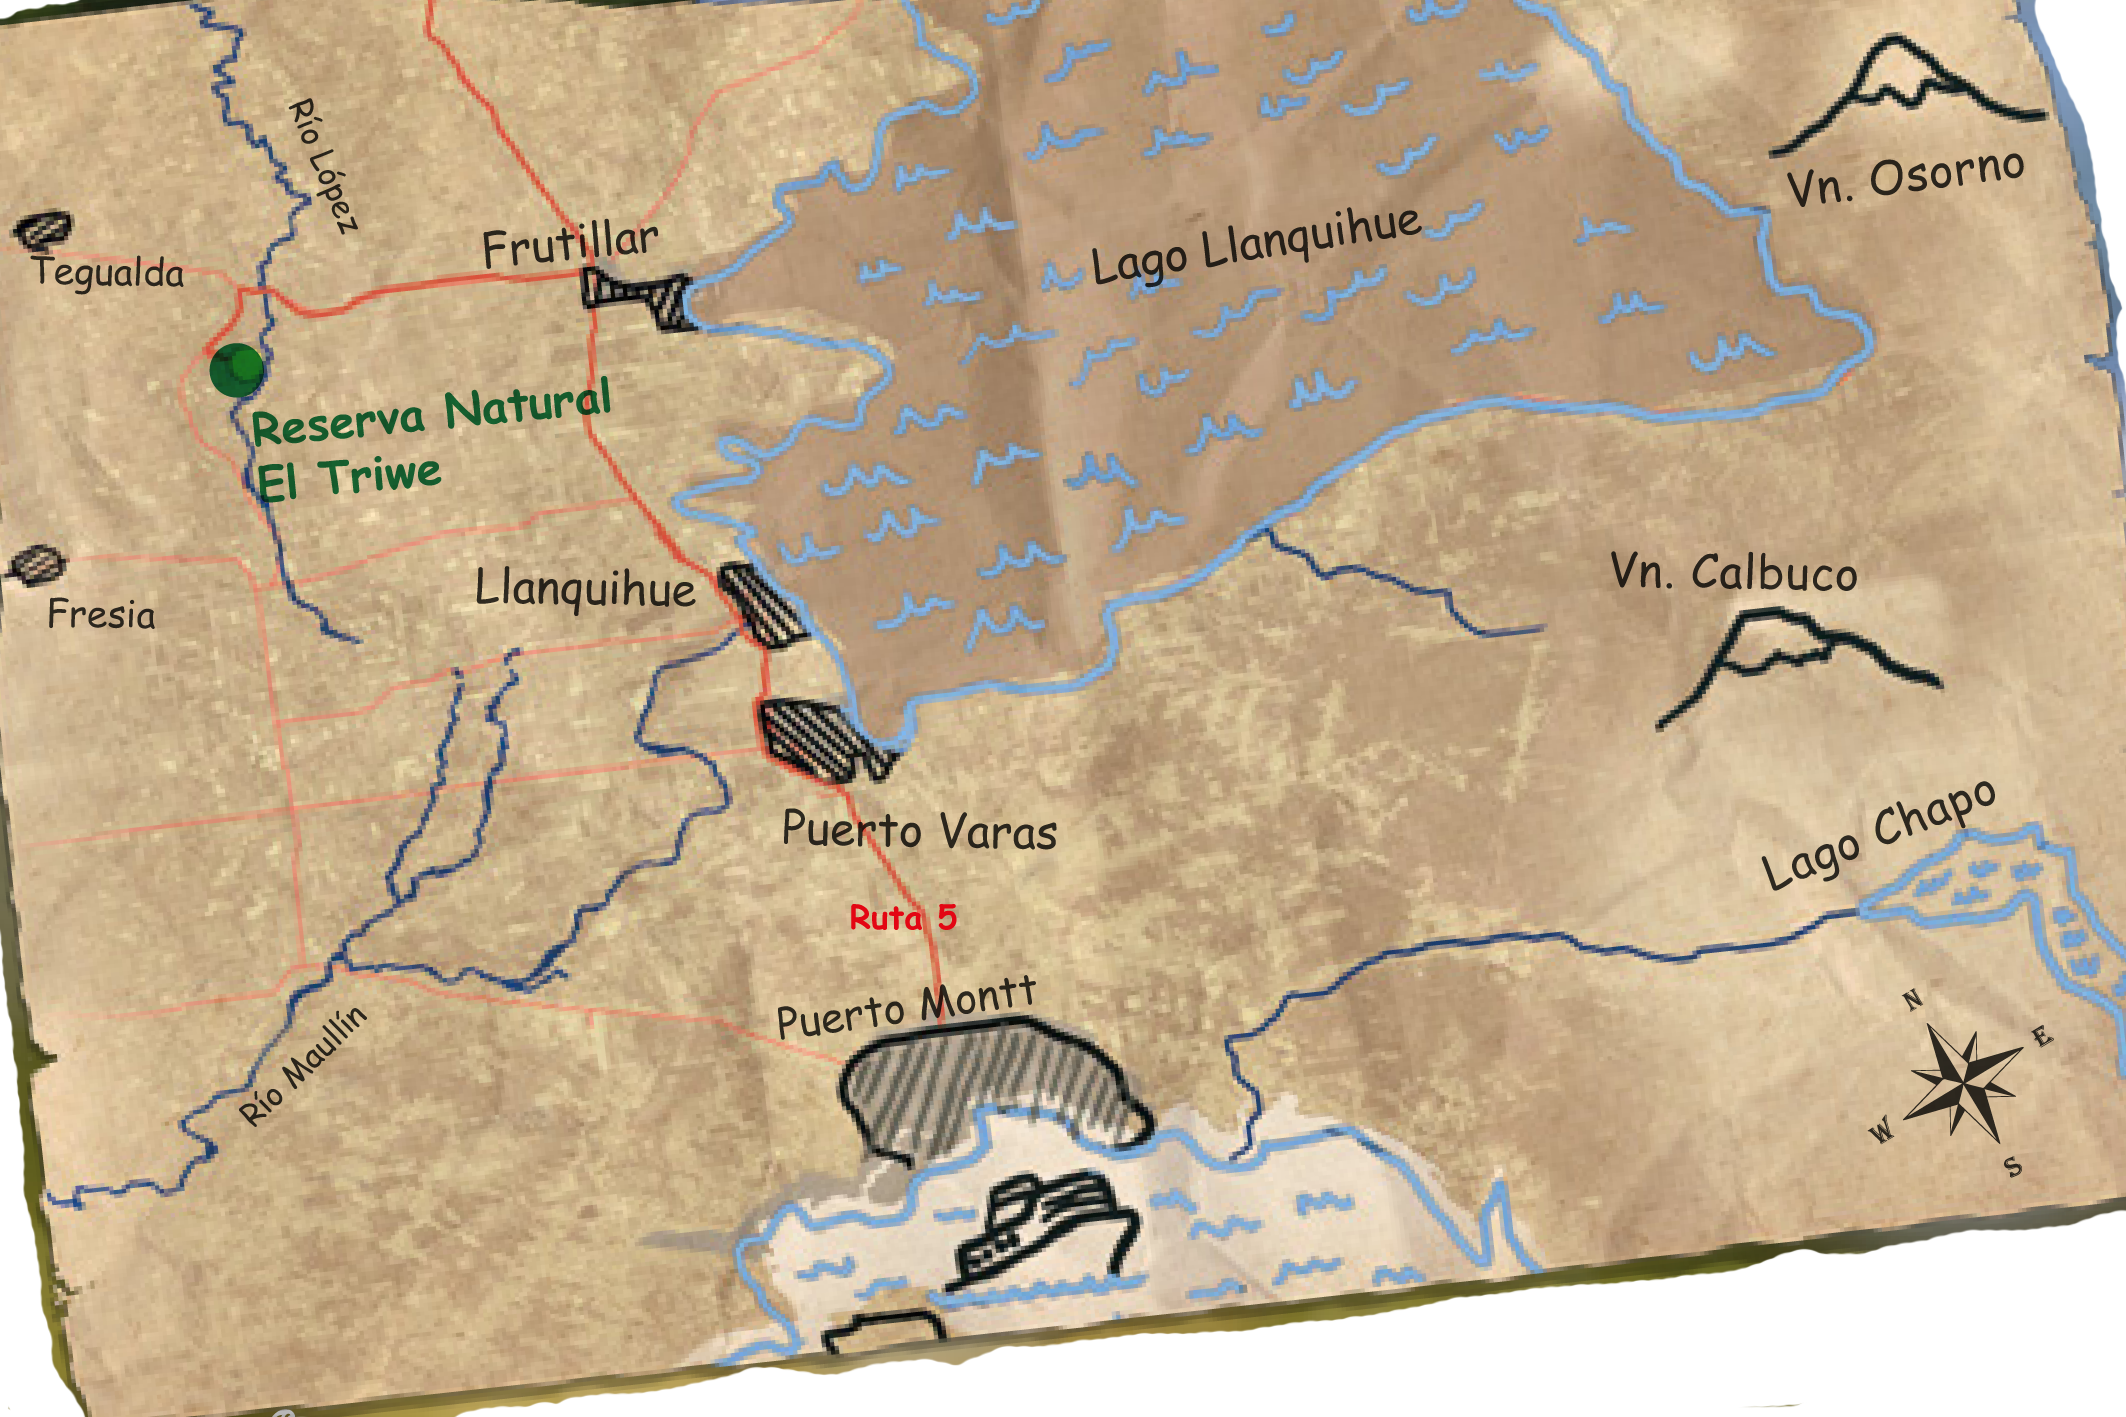 Río López
Vn. Osorno
Frutillar
Lago Llanquihue
Tegualda
Reserva Natural
El Triwe
Llanquihue
Vn. Calbuco
Fresia
Puerto Varas
Lago Chapo
Ruta 5
Puerto Montt
Río Maullín
N
E
W
S